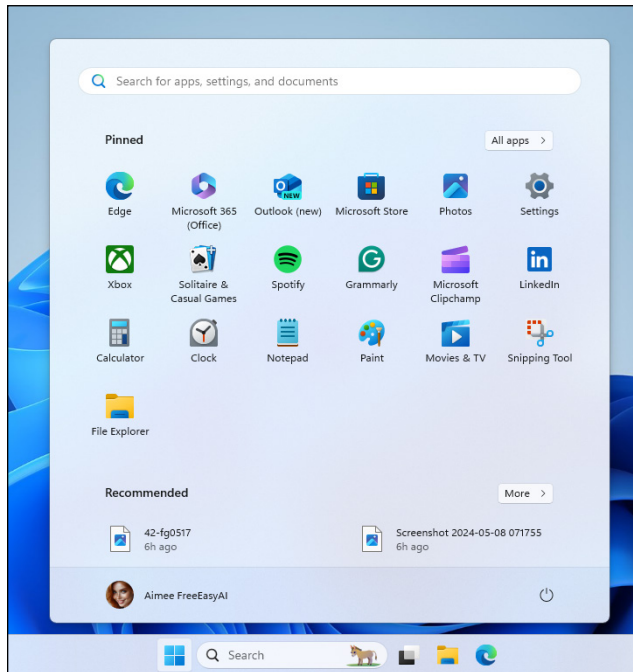 Search for apps, settings, and documents
Pinned
All apps >
Edge
Microsoft 365
(Office)
NEW
Outlook (new)
Microsoft Store
Photos
Settings
Xbox
Solitaire &
Casual Games
Spotify
Grammarly
Microsoft
Clipchamp
in
LinkedIn
Calculator
Clock
Notepad
Paint
Movies & TV
Snipping Tool
File Explorer
Recommended
More >
42-fg0517
6h ago
Screenshot 2024-05-08 071755
6h ago
Aimee FreeEasyAI
Search